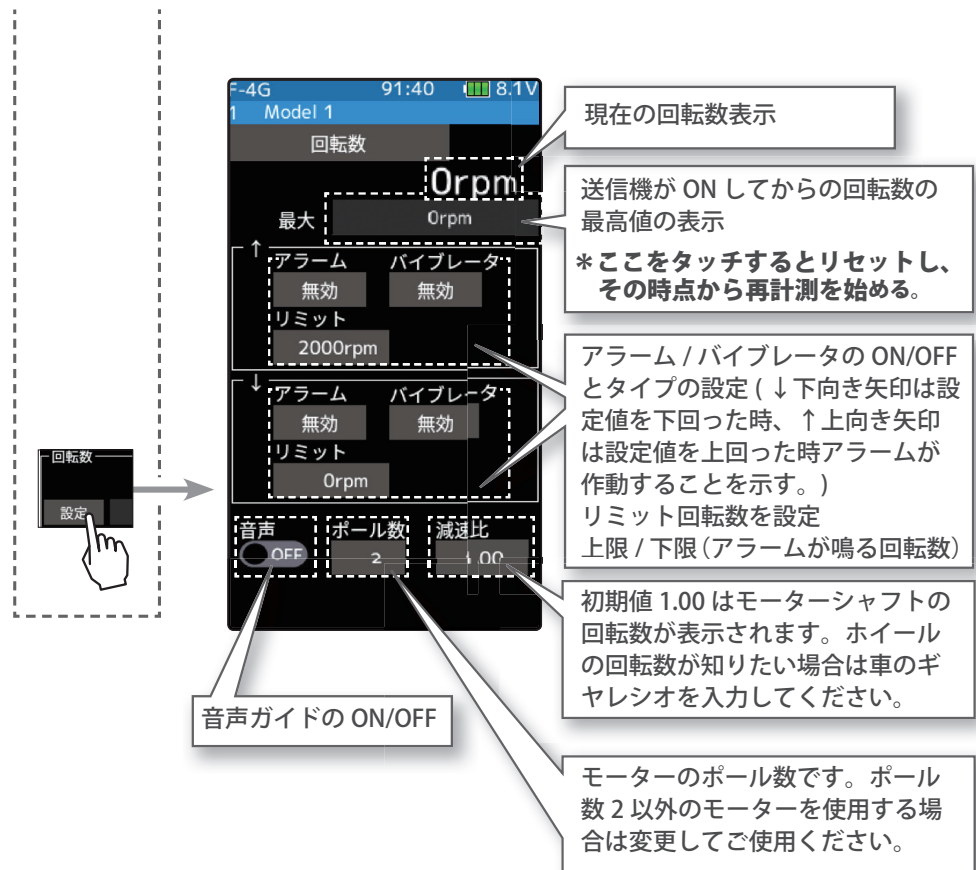 F-4G 91:40 8.1V
1 Model 1
回転数
0rpm
最大 0rpm
↑
アラーム バイブレータ
無効 無効
リミット
2000rpm
↓
アラーム バイブレータ
無効 無効
リミット
0rpm
音声 ポール数 減速比
OFF 2 1.00
回転数
設定
現在の回転数表示
送信機が ON してからの回転数の
最高値の表示
＊ここをタッチするとリセットし、
その時点から再計測を始める。
アラーム / バイブレータの ON/OFF
とタイプの設定 ( ↓下向き矢印は設
定値を下回った時、↑上向き矢印
は設定値を上回った時アラームが
作動することを示す。)
リミット回転数を設定
上限 / 下限（アラームが鳴る回転数）
初期値 1.00 はモーターシャフトの
回転数が表示されます。ホイール
の回転数が知りたい場合は車のギ
ヤレシオを入力してください。
音声ガイドの ON/OFF
モーターのポール数です。ポール
数 2 以外のモーターを使用する場
合は変更してご使用ください。